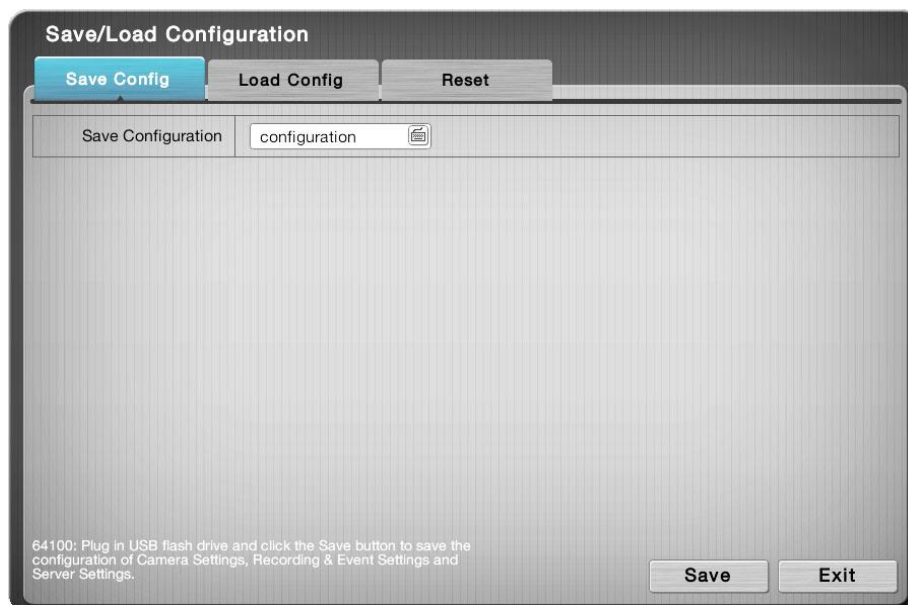 Save/Load Configuration
Save Config
Load Config
Reset
Save Configuration
configuration
64100: Plug in USB flash drive and click the Save button to save the
configuration of Camera Settings, Recording & Event Settings and
Server Settings.
Save
Exit